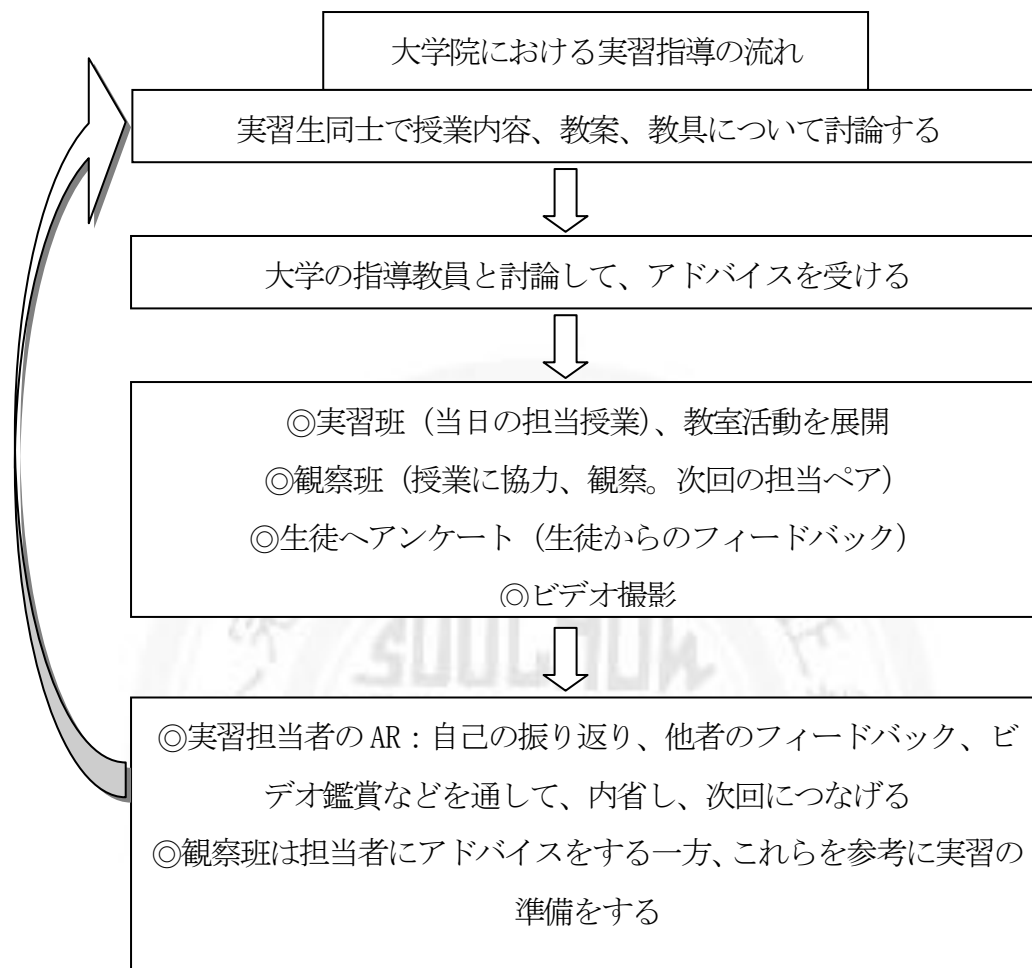 大学院における実習指導の流れ
実習生同士で授業内容、教案、教具について討論する
大学の指導教員と討論して、アドバイスを受ける
◎実習班（当日の担当授業）、教室活動を展開
◎観察班（授業に協力、観察。次回の担当ペア）
◎生徒へアンケート（生徒からのフィードバック）
◎ビデオ撮影
SOOCHOW
◎実習担当者の AR：自己の振り返り、他者のフィードバック、ビ
デオ鑑賞などを通して、内省し、次回につなげる
◎観察班は担当者にアドバイスをする一方、これらを参考に実習の
準備をする